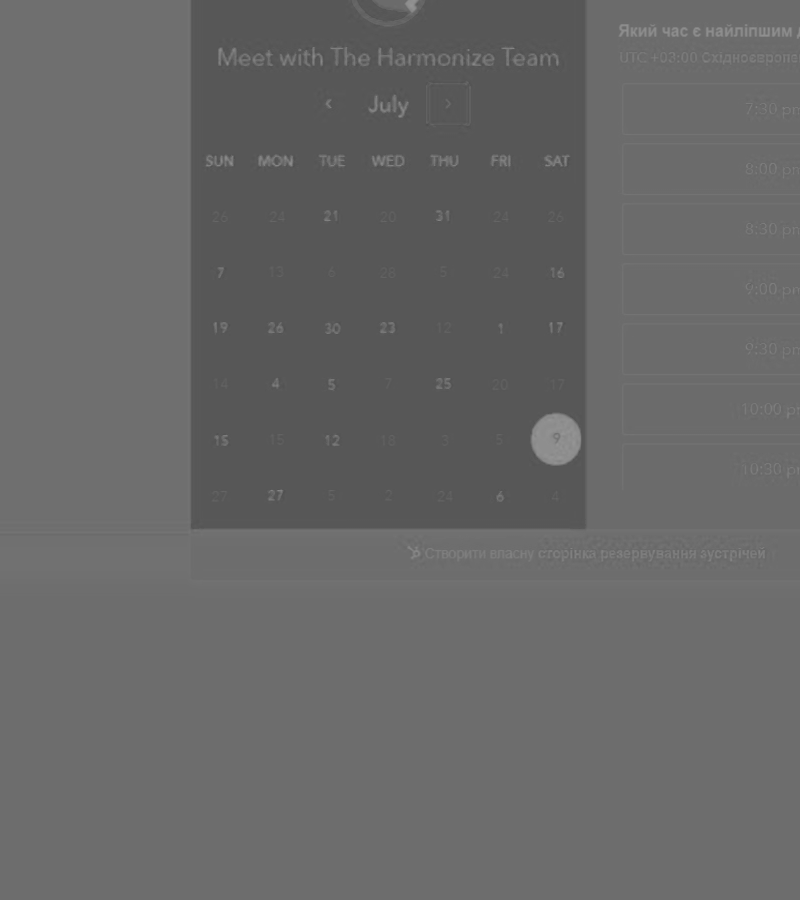 Meet with The Harmonize Team
‹ July ›
SUN MON TUE WED THU FRI SAT
26 24 21 20 31 24 26
7 13 6 28 5 24 16
19 26 30 23 12 1 17
14 4 5 7 25 20 17
15 15 12 18 3 5 9
27 27 5 2 24 6 4
Який час є найліпшим
UTC +03:00
7:30 pm
8:00 pm
8:30 pm
9:00 pm
9:30 pm
10:00 pm
10:30 pm
Створити власну сторінка резервування зустрічей